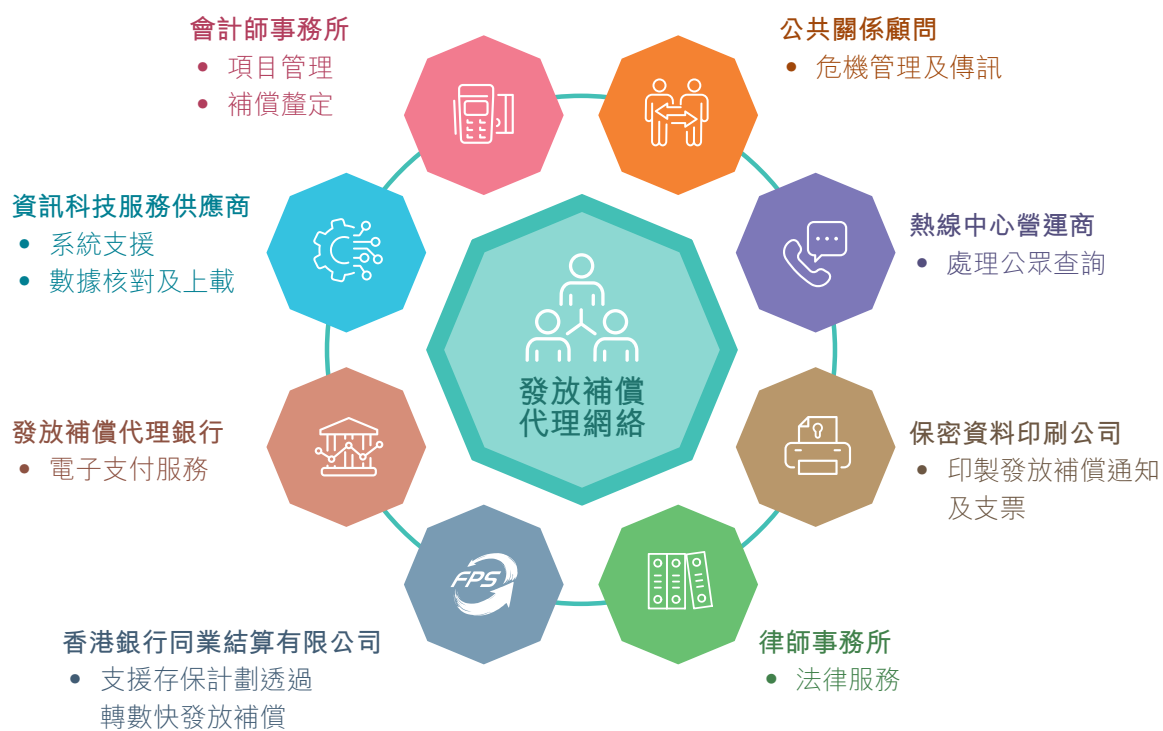 會計師事務所
• 項目管理
• 補償釐定
公共關係顧問
• 危機管理及傳訊
資訊科技服務供應商
• 系統支援
• 數據核對及上載
熱線中心營運商
• 處理公眾查詢
發放補償
代理網絡
發放補償代理銀行
• 電子支付服務
保密資料印刷公司
• 印製發放補償通知
及支票
FPS
香港銀行同業結算有限公司
• 支援存保計劃透過
轉數快發放補償
律師事務所
• 法律服務